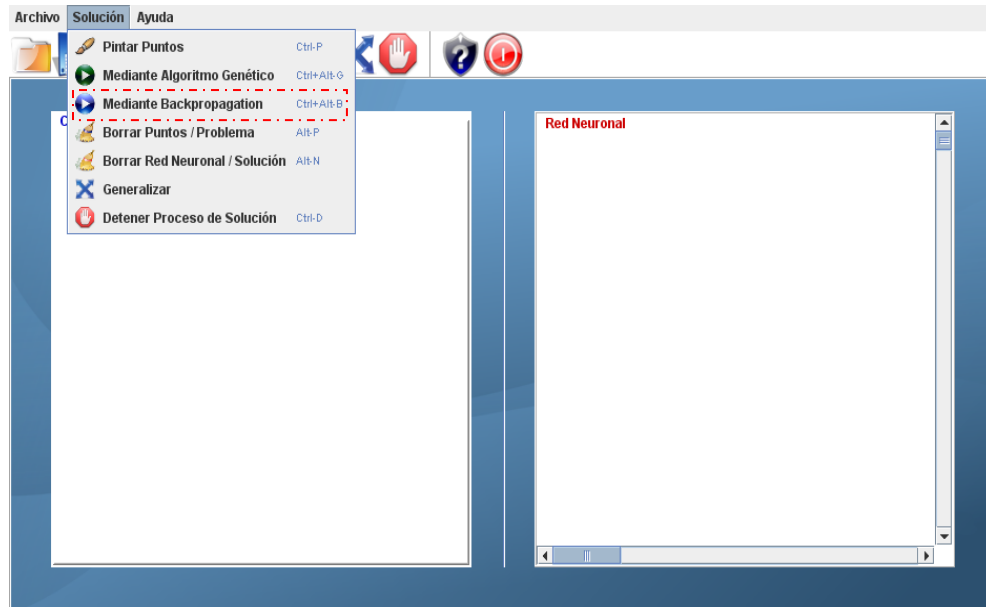 Archivo Solución Ayuda
Pintar Puntos Ctrl-P
Mediante Algoritmo Genético Ctrl+Alt-G
Mediante Backpropagation Ctrl+Alt-B
Borrar Puntos / Problema Alt-P
Borrar Red Neuronal / Solución Alt-N
Generalizar
Detener Proceso de Solución Ctrl-D
Red Neuronal